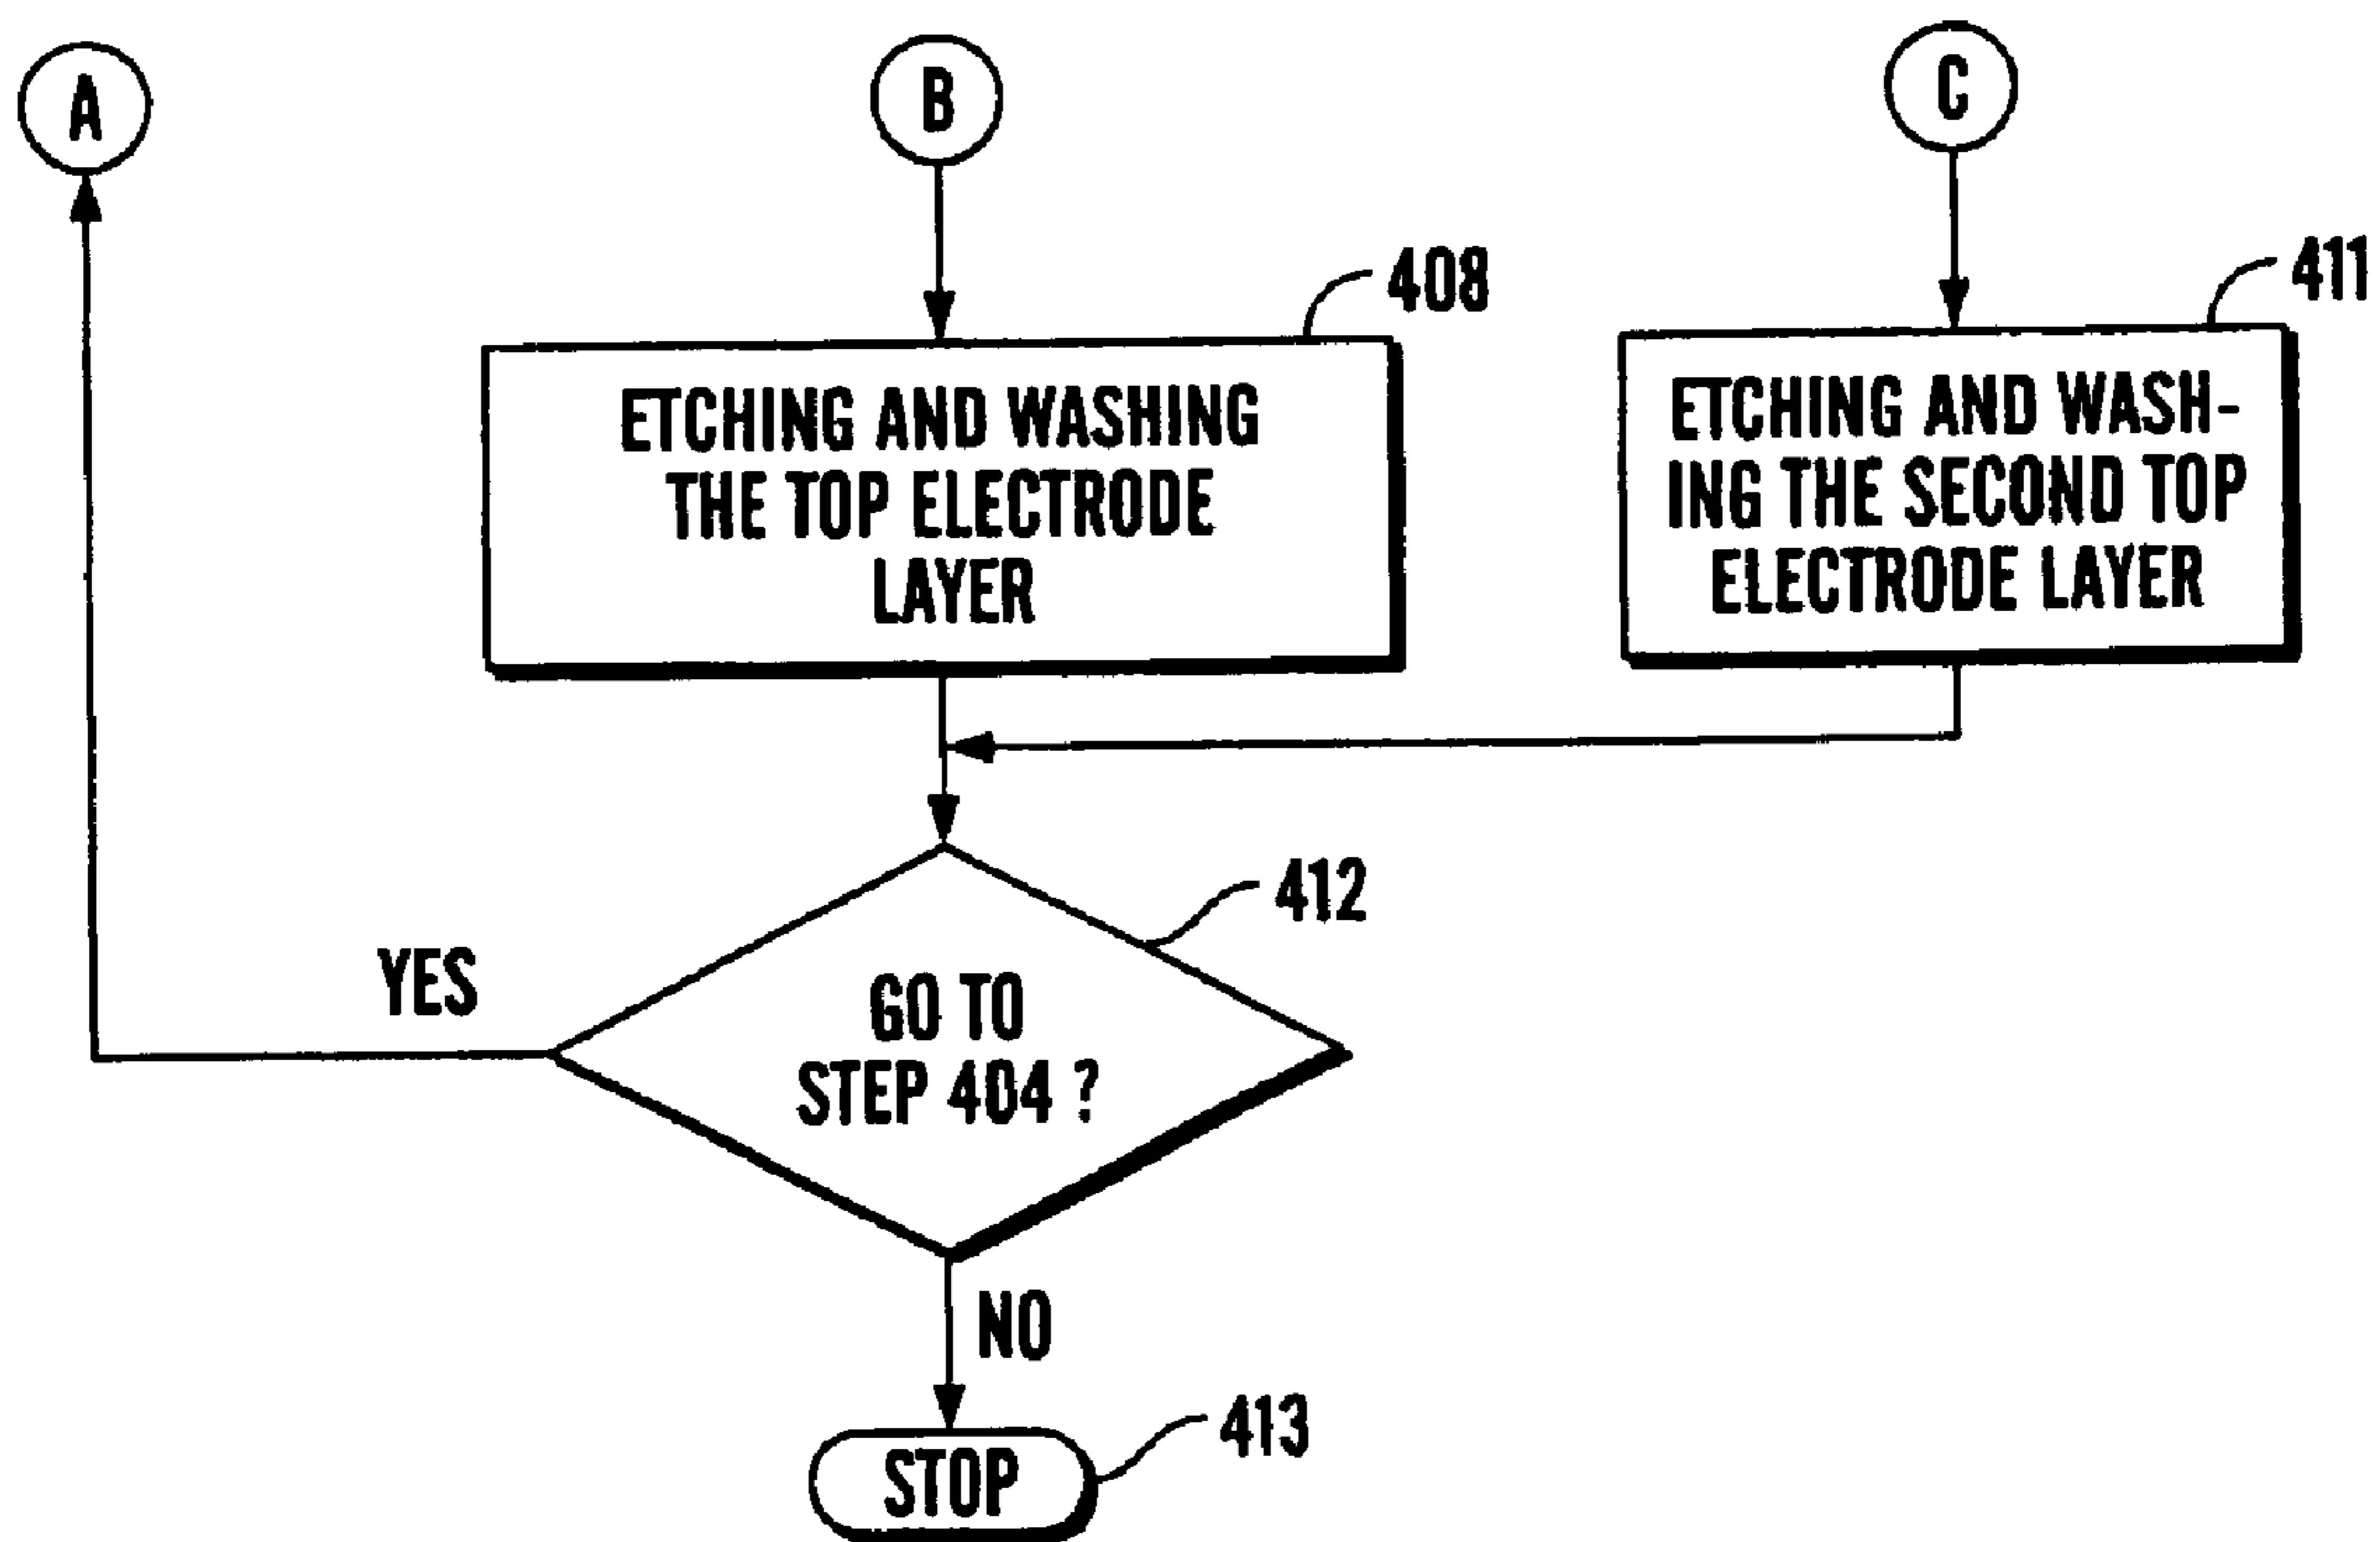 A
B
C
408
411
ETCHING AND WASHING
THE TOP ELECTRODE
LAYER
ETCHING AND WASH-
ING THE SECOND TOP
ELECTRODE LAYER
412
YES
GO TO
STEP 404 ?
NO
413
STOP